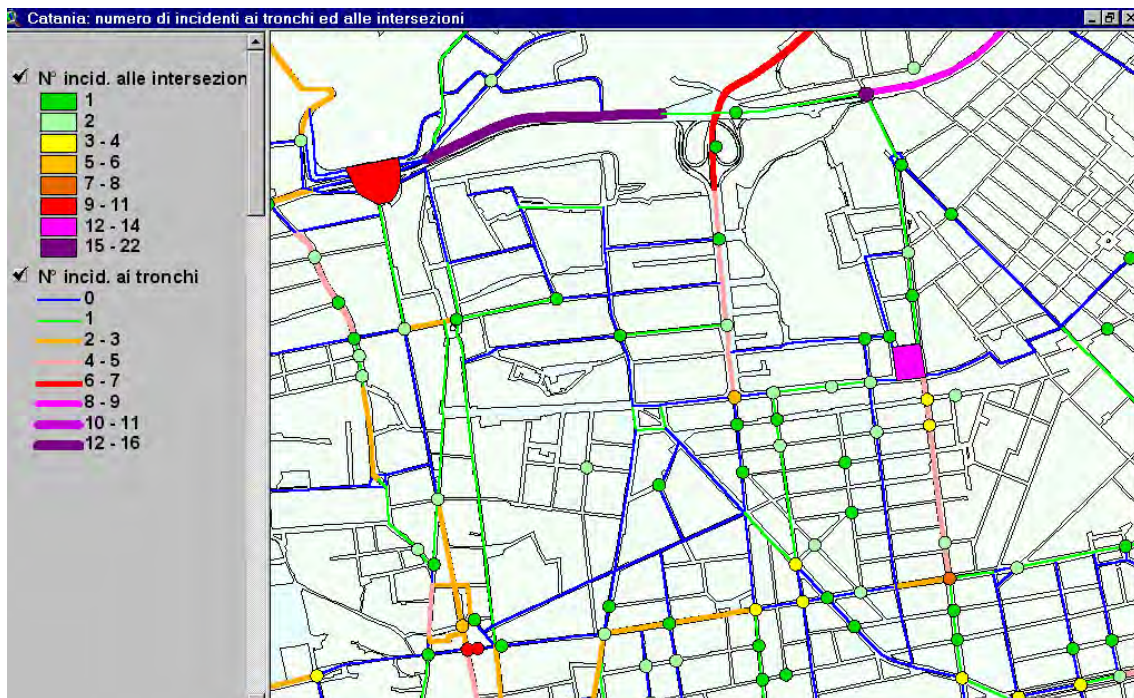 Catania: numero di incidenti ai tronchi ed alle intersezioni
N° incid. alle intersezion
1
2
3 - 4
5 - 6
7 - 8
9 - 11
12 - 14
15 - 22
N° incid. ai tronchi
0
1
2 - 3
4 - 5
6 - 7
8 - 9
10 - 11
12 - 16